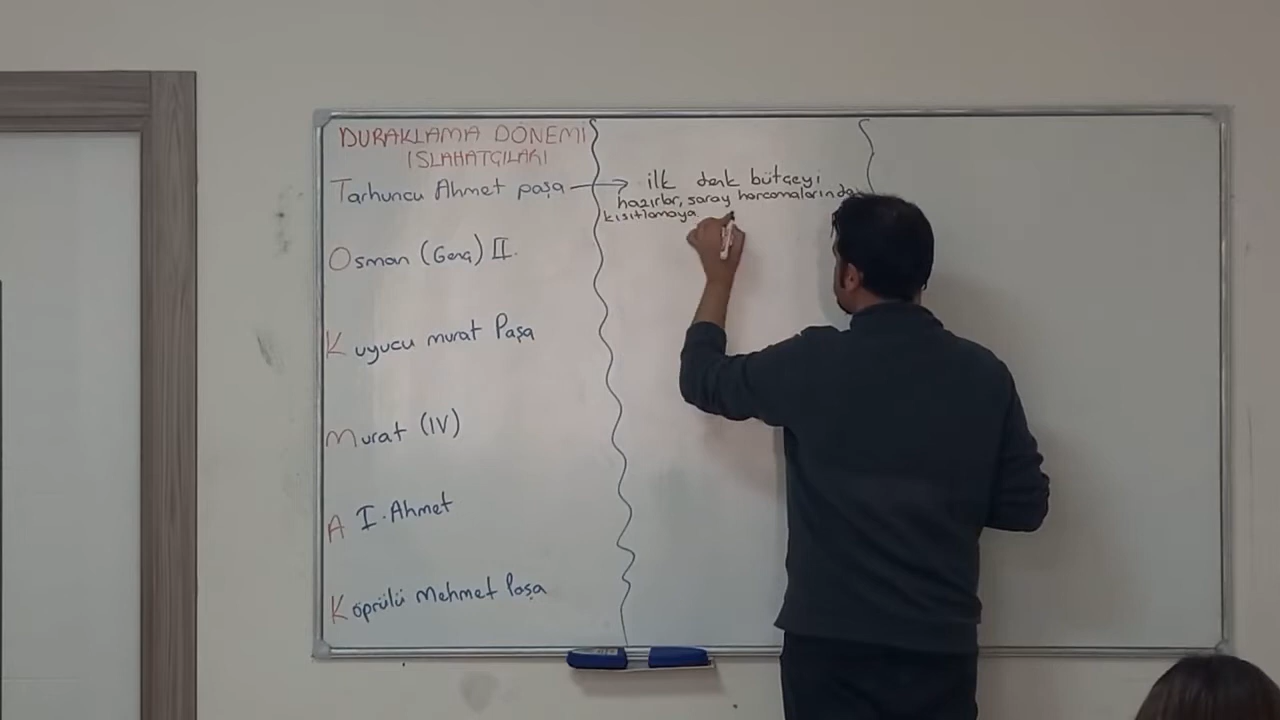 DURAKLAMA DÖNEMİ
ISLAHATÇILARI
Tarhuncu Ahmet paşa → ilk denk bütçeyi
hazırlar, saray harcamalarında
kısıtlamaya
Osman (Genç) II.
Kuyucu murat Paşa
Murat (IV)
A I. Ahmet
Köprülü Mehmet Paşa